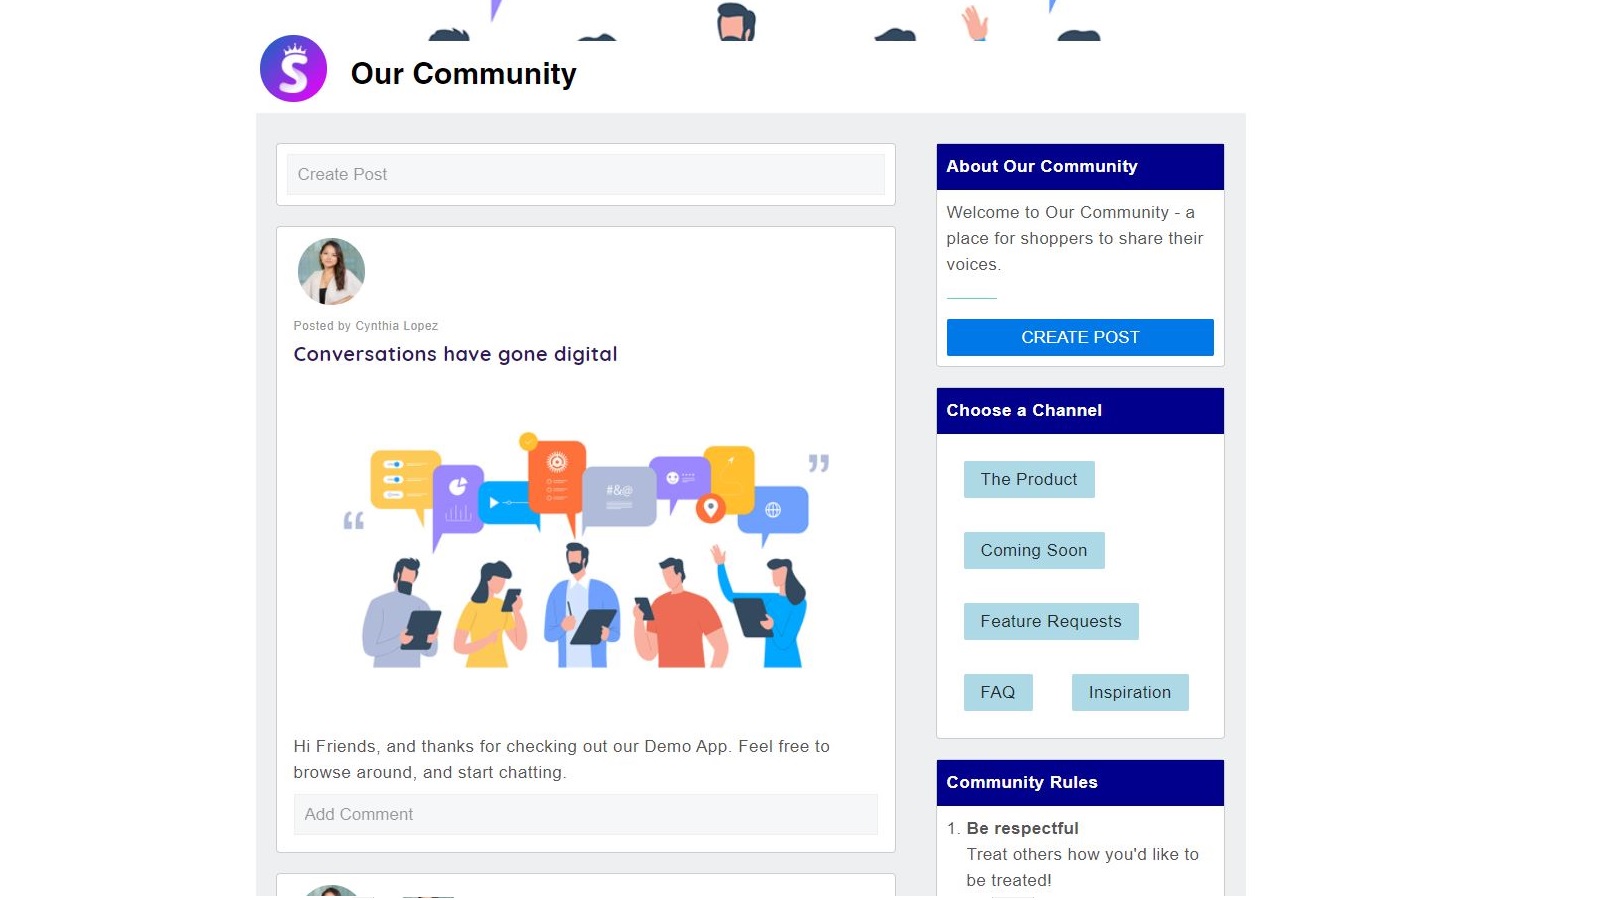 S
Our Community
Create Post
Posted by Cynthia Lopez
Conversations have gone digital
“
”
#&@
Hi Friends, and thanks for checking out our Demo App. Feel free to
browse around, and start chatting.
Add Comment
About Our Community
Welcome to Our Community - a
place for shoppers to share their
voices.
CREATE POST
Choose a Channel
The Product
Coming Soon
Feature Requests
FAQ
Inspiration
Community Rules
1. Be respectful
Treat others how you'd like to
be treated!